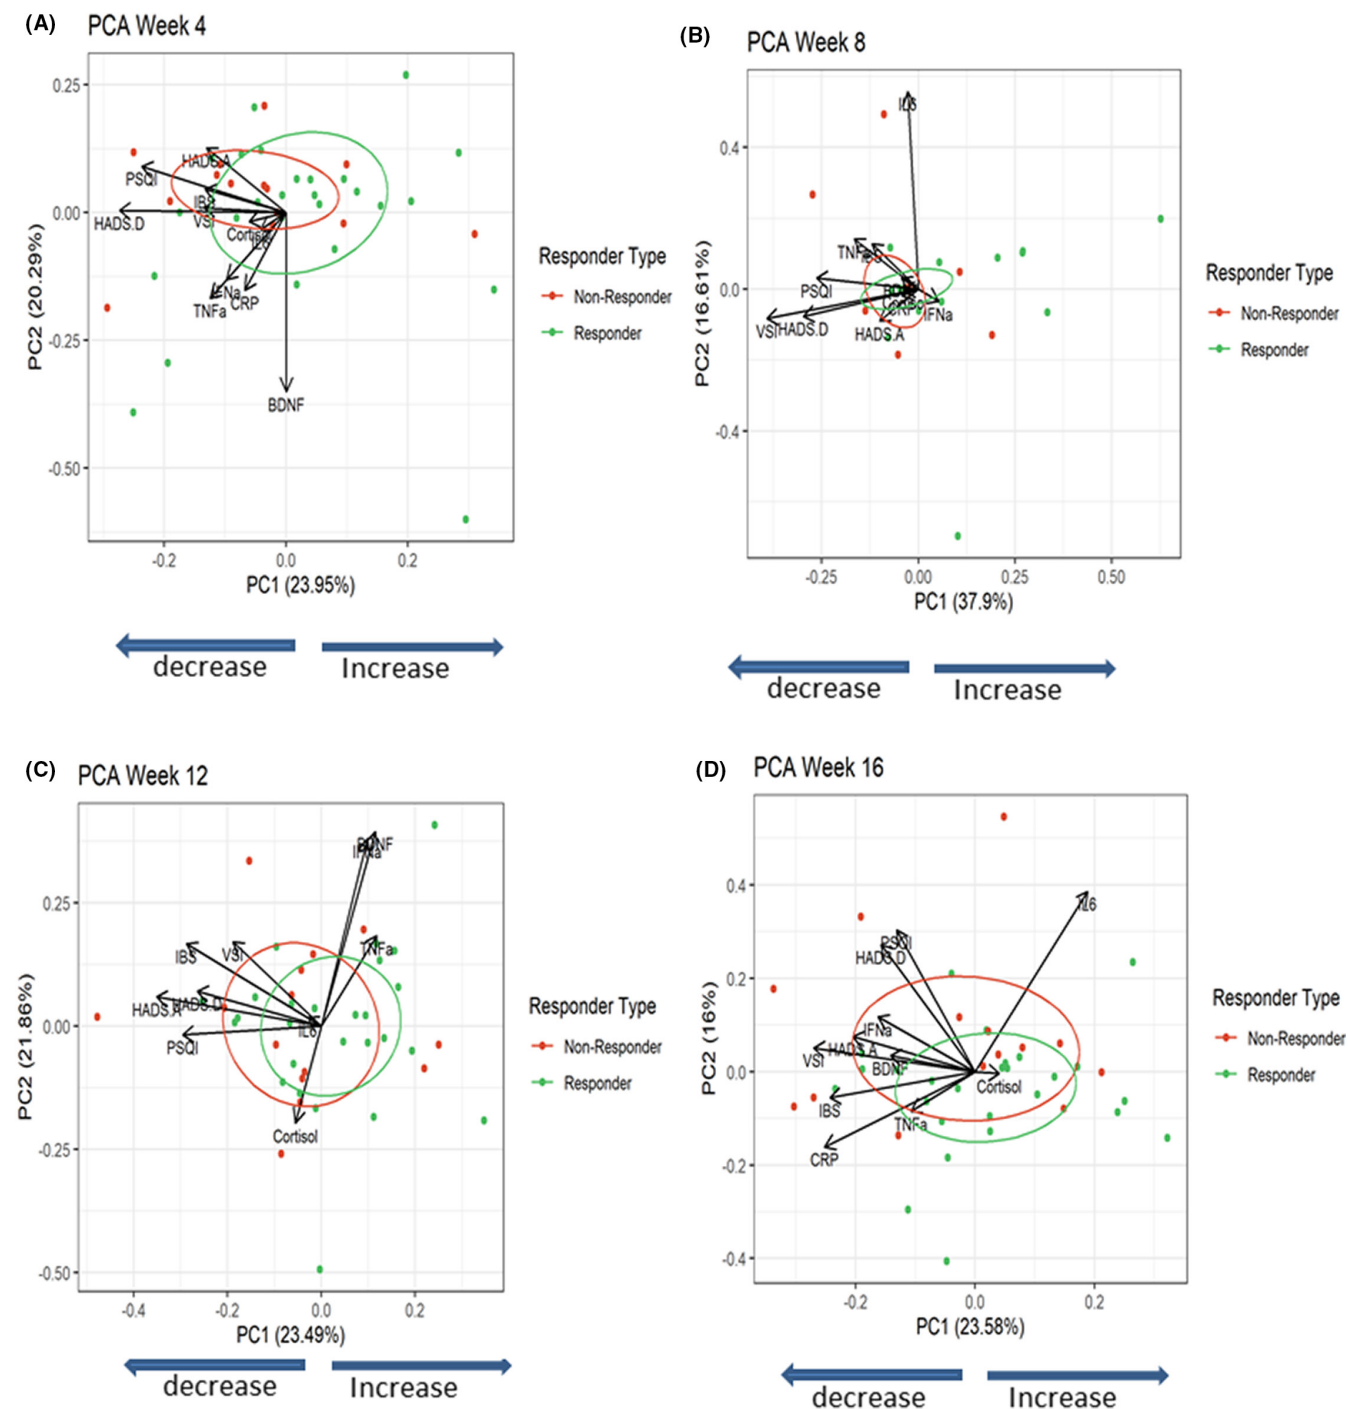 (A) PCA Week 4
0.25
0.00
-0.25
-0.50
PC2 (20.29%)
HADS.A
PSQI
IBS
HADS.D
VSI
Cortisol
IL6
Na
TNFa
CRP
BDNF
-0.2 0.0 0.2
PC1 (23.95%)
decrease Increase
Responder Type
Non-Responder
Responder
(B) PCA Week 8
0.4
0.0
-0.4
PC2 (16.61%)
IL6
TNFa
PSQI
CRP
IFNa
VSI
HADS.D
HADS.A
-0.25 0.00 0.25 0.50
PC1 (37.9%)
decrease Increase
Responder Type
Non-Responder
Responder
(C) PCA Week 12
0.25
0.00
-0.25
-0.50
PC2 (21.86%)
BDNF
IFNa
TNFa
IBS
VSI
HADS.A
HADS.D
PSQI
IL6
Cortisol
-0.4 -0.2 0.0 0.2
PC1 (23.49%)
decrease Increase
Responder Type
Non-Responder
Responder
(D) PCA Week 16
0.4
0.2
0.0
-0.2
-0.4
PC2 (16%)
IL6
PSQI
HADS.D
IFNa
HADS.A
VSI
BDNF
Cortisol
IBS
TNFa
CRP
-0.2 0.0 0.2
PC1 (23.58%)
decrease Increase
Responder Type
Non-Responder
Responder